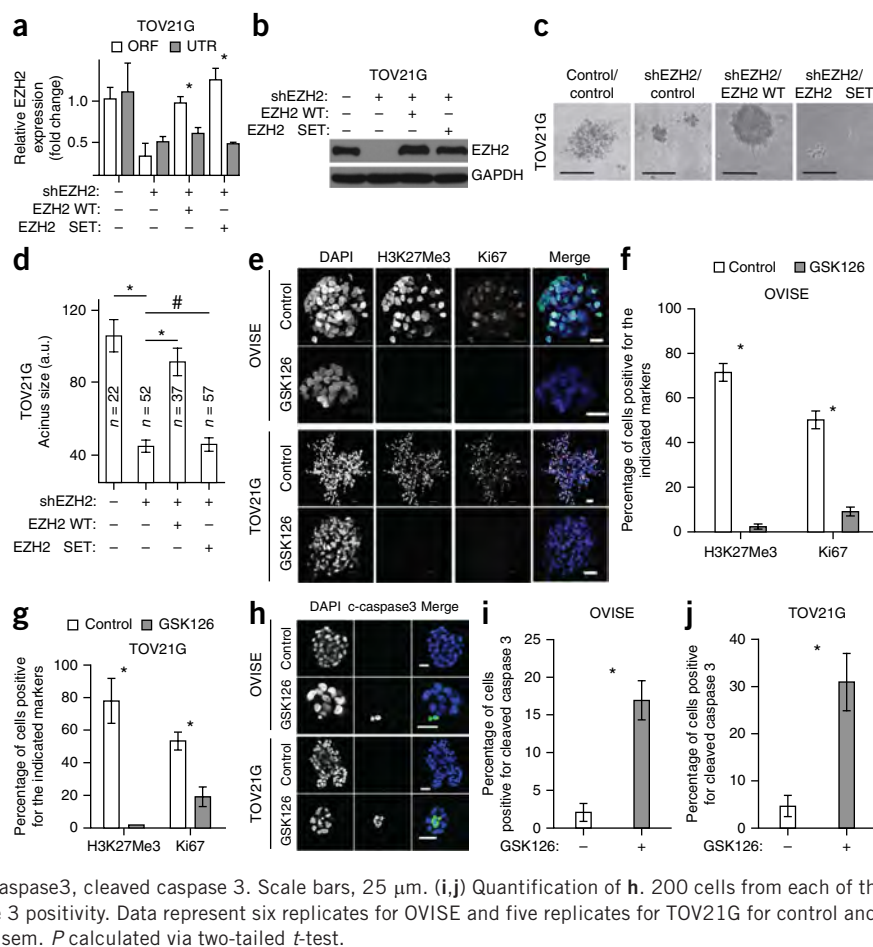 a
TOV21G
ORF UTR
Relative EZH2
expression
(fold change)
1.0
0.5
*
*
shEZH2: – + + +
EZH2 WT: +
EZH2 SET: +
b
TOV21G
shEZH2: – + + +
EZH2 WT: +
EZH2 SET: +
EZH2
GAPDH
c
Control/
control
shEZH2/
control
shEZH2/
EZH2 WT
shEZH2/
EZH2 SET
TOV21G
d
TOV21G
Acinus size (a.u.)
120
80
40
*
#
*
n = 22
n = 52
n = 37
n = 57
shEZH2: – + + +
EZH2 WT: +
EZH2 SET: +
e
DAPI H3K27Me3 Ki67 Merge
OVISE
Control
GSK126
TOV21G
Control
GSK126
f
Control GSK126
OVISE
Percentage of cells positive for the
indicated markers
100
80
60
40
20
0
*
*
H3K27Me3 Ki67
g
Control GSK126
TOV21G
Percentage of cells positive
for the indicated markers
100
80
60
40
20
0
*
*
H3K27Me3 Ki67
h
DAPI c-caspase3 Merge
OVISE
Control
GSK126
TOV21G
Control
GSK126
i
OVISE
Percentage of cells
positive for cleaved caspase 3
25
20
15
10
5
0
*
GSK126: – +
j
TOV21G
Percentage of cells positive
for cleaved caspase 3
40
30
20
10
0
*
GSK126: – +
aspase3, cleaved caspase 3. Scale bars, 25 μm. (i,j) Quantification of h. 200 cells from each of th
e 3 positivity. Data represent six replicates for OVISE and five replicates for TOV21G for control and
sem. P calculated via two-tailed t-test.